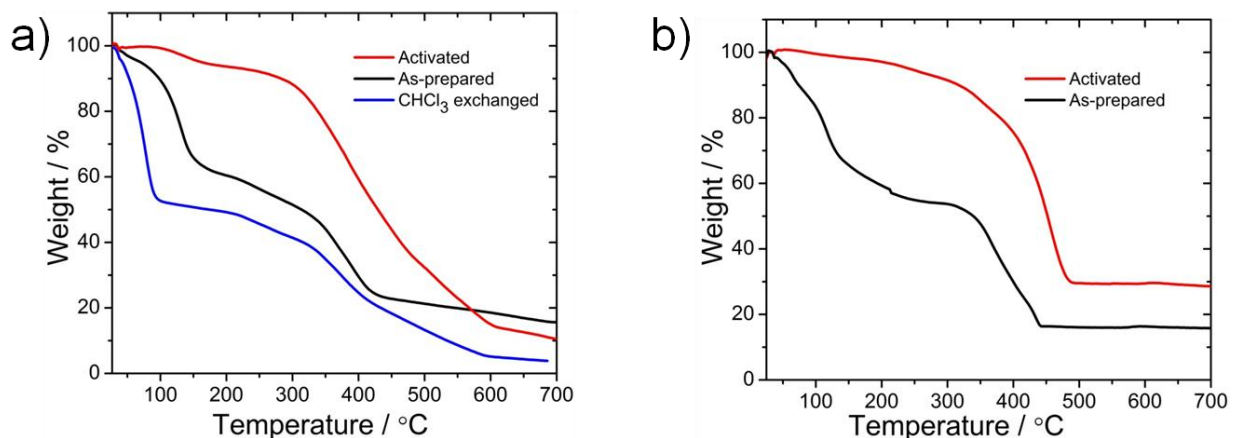 a)
Activated
As-prepared
CHCl3 exchanged
Weight / %
100
80
60
40
20
0
100 200 300 400 500 600 700
Temperature / °C
b)
Activated
As-prepared
Weight / %
100
80
60
40
20
0
100 200 300 400 500 600 700
Temperature / °C